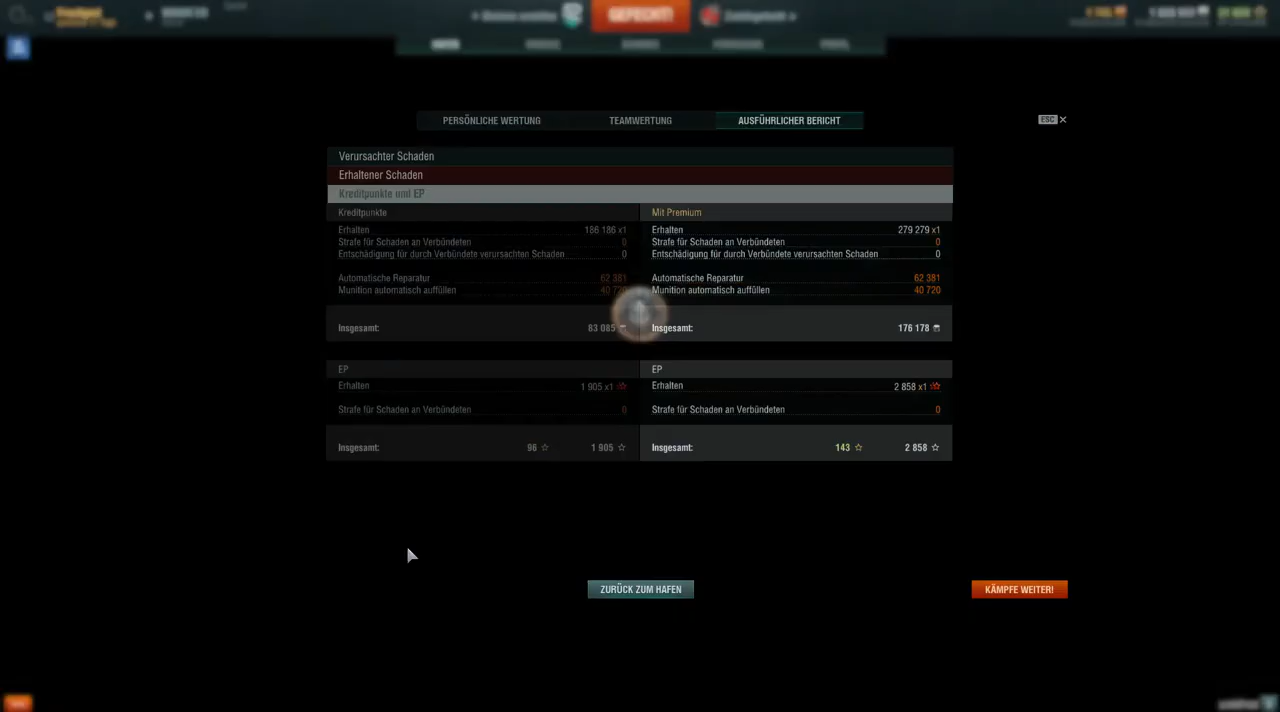 GEFECHT!
PERSÖNLICHE WERTUNG TEAMWERTUNG AUSFÜHRLICHER BERICHT ESC ×
Verursachter Schaden
Erhaltener Schaden
Kreditpunkte und EP
Kreditpunkte Mit Premium
Erhalten 186 186 x1 Erhalten 279 279 x1
Strafe für Schaden an Verbündeten 0 Strafe für Schaden an Verbündeten 0
Entschädigung für durch Verbündete verursachten Schaden 0 Entschädigung für durch Verbündete verursachten Schaden 0
Automatische Reparatur 62 381 Automatische Reparatur 62 381
Munition automatisch auffüllen 40 720 Munition automatisch auffüllen 40 720
Insgesamt: 83 085 Insgesamt: 176 178
EP EP
Erhalten 1 905 x1 Erhalten 2 858 x1
Strafe für Schaden an Verbündeten 0 Strafe für Schaden an Verbündeten 0
Insgesamt: 96 1 905 Insgesamt: 143 2 858
ZURÜCK ZUM HAFEN KÄMPFE WEITER!